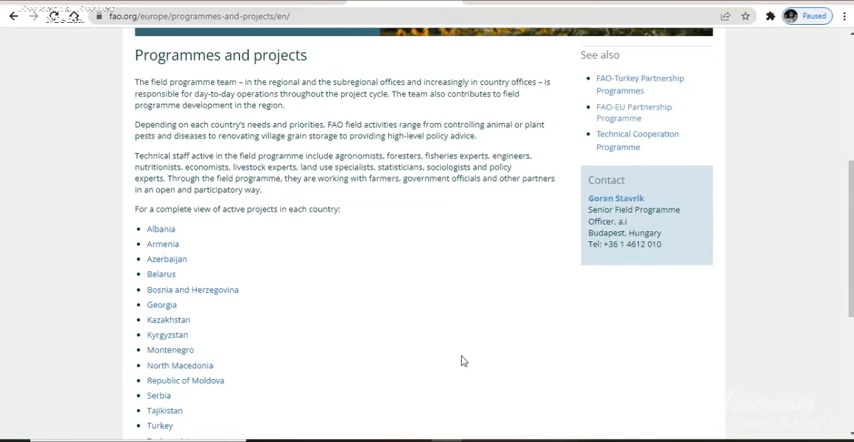 fao.org/europe/programmes-and-projects/en/
Paused
Programmes and projects
The field programme team – in the regional and the subregional offices and increasingly in country offices – is
responsible for day-to-day operations throughout the project cycle. The team also contributes to field
programme development in the region.
Depending on each country's needs and priorities, FAO field activities range from controlling animal or plant
pests and diseases to renovating village grain storage to providing high-level policy advice.
Technical staff active in the field programme include agronomists, foresters, fisheries experts, engineers,
nutritionists, economists, livestock experts, land use specialists, statisticians, sociologists and policy
experts. Through the field programme, they are working with farmers, government officials and other partners
in an open and participatory way.
For a complete view of active projects in each country:
Albania
Armenia
Azerbaijan
Belarus
Bosnia and Herzegovina
Georgia
Kazakhstan
Kyrgyzstan
Montenegro
North Macedonia
Republic of Moldova
Serbia
Tajikistan
Turkey
See also
FAO-Turkey Partnership
Programmes
FAO-EU Partnership
Programme
Technical Cooperation
Programme
Contact
Goran Stavrik
Senior Field Programme
Officer, a.i
Budapest, Hungary
Tel: +36 1 4612 010